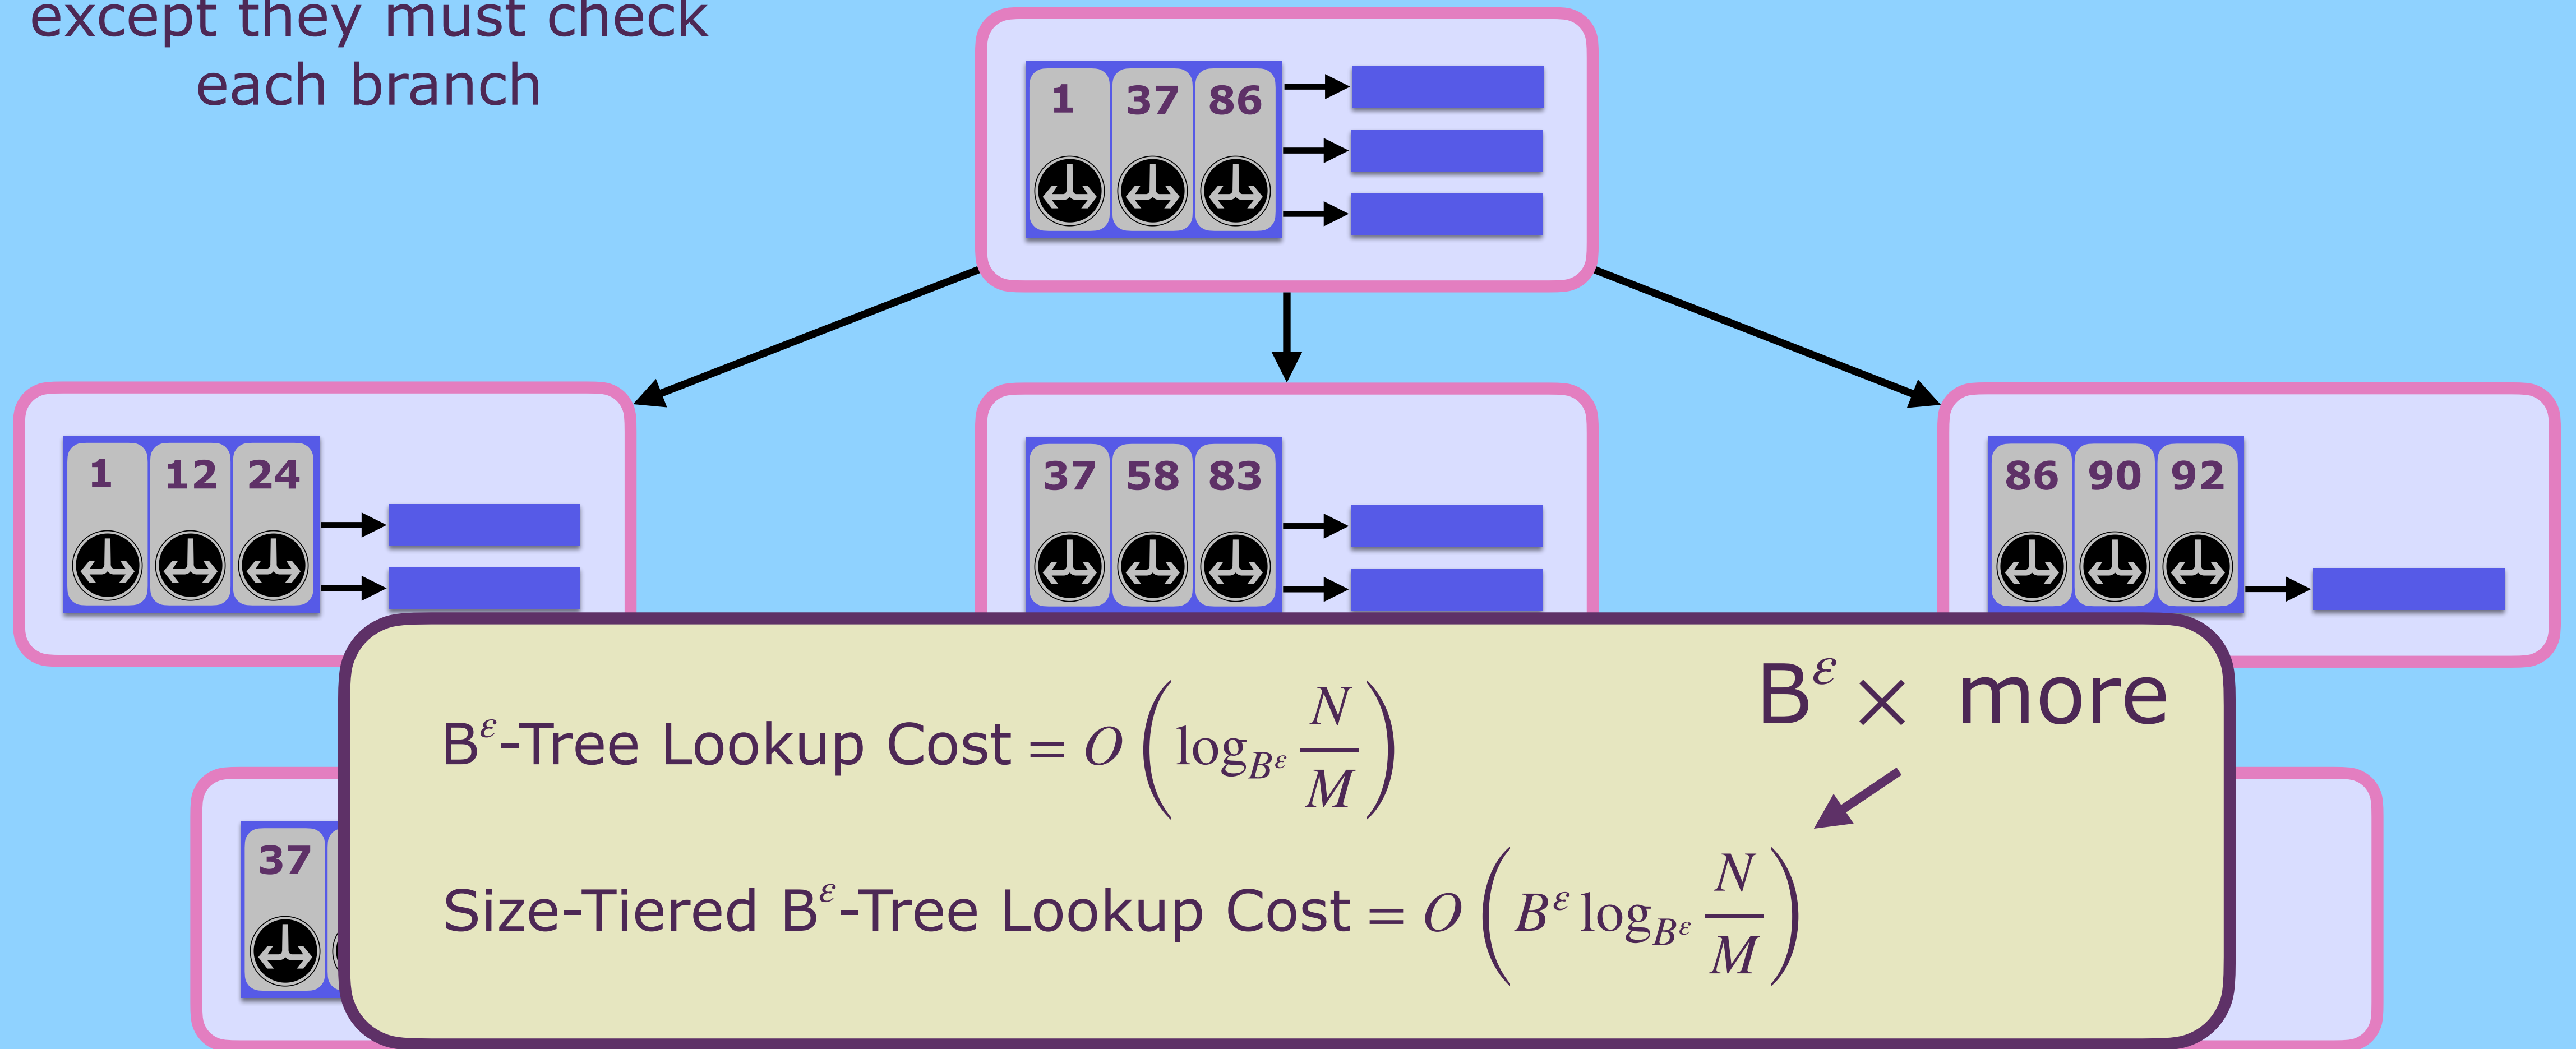 except they must check
each branch
1 37 86
1 12 24
37 58 83
86 90 92
B^ε × more
B^ε-Tree Lookup Cost = O(log_{B^ε} N/M)
37
Size-Tiered B^ε-Tree Lookup Cost = O(B^ε log_{B^ε} N/M)